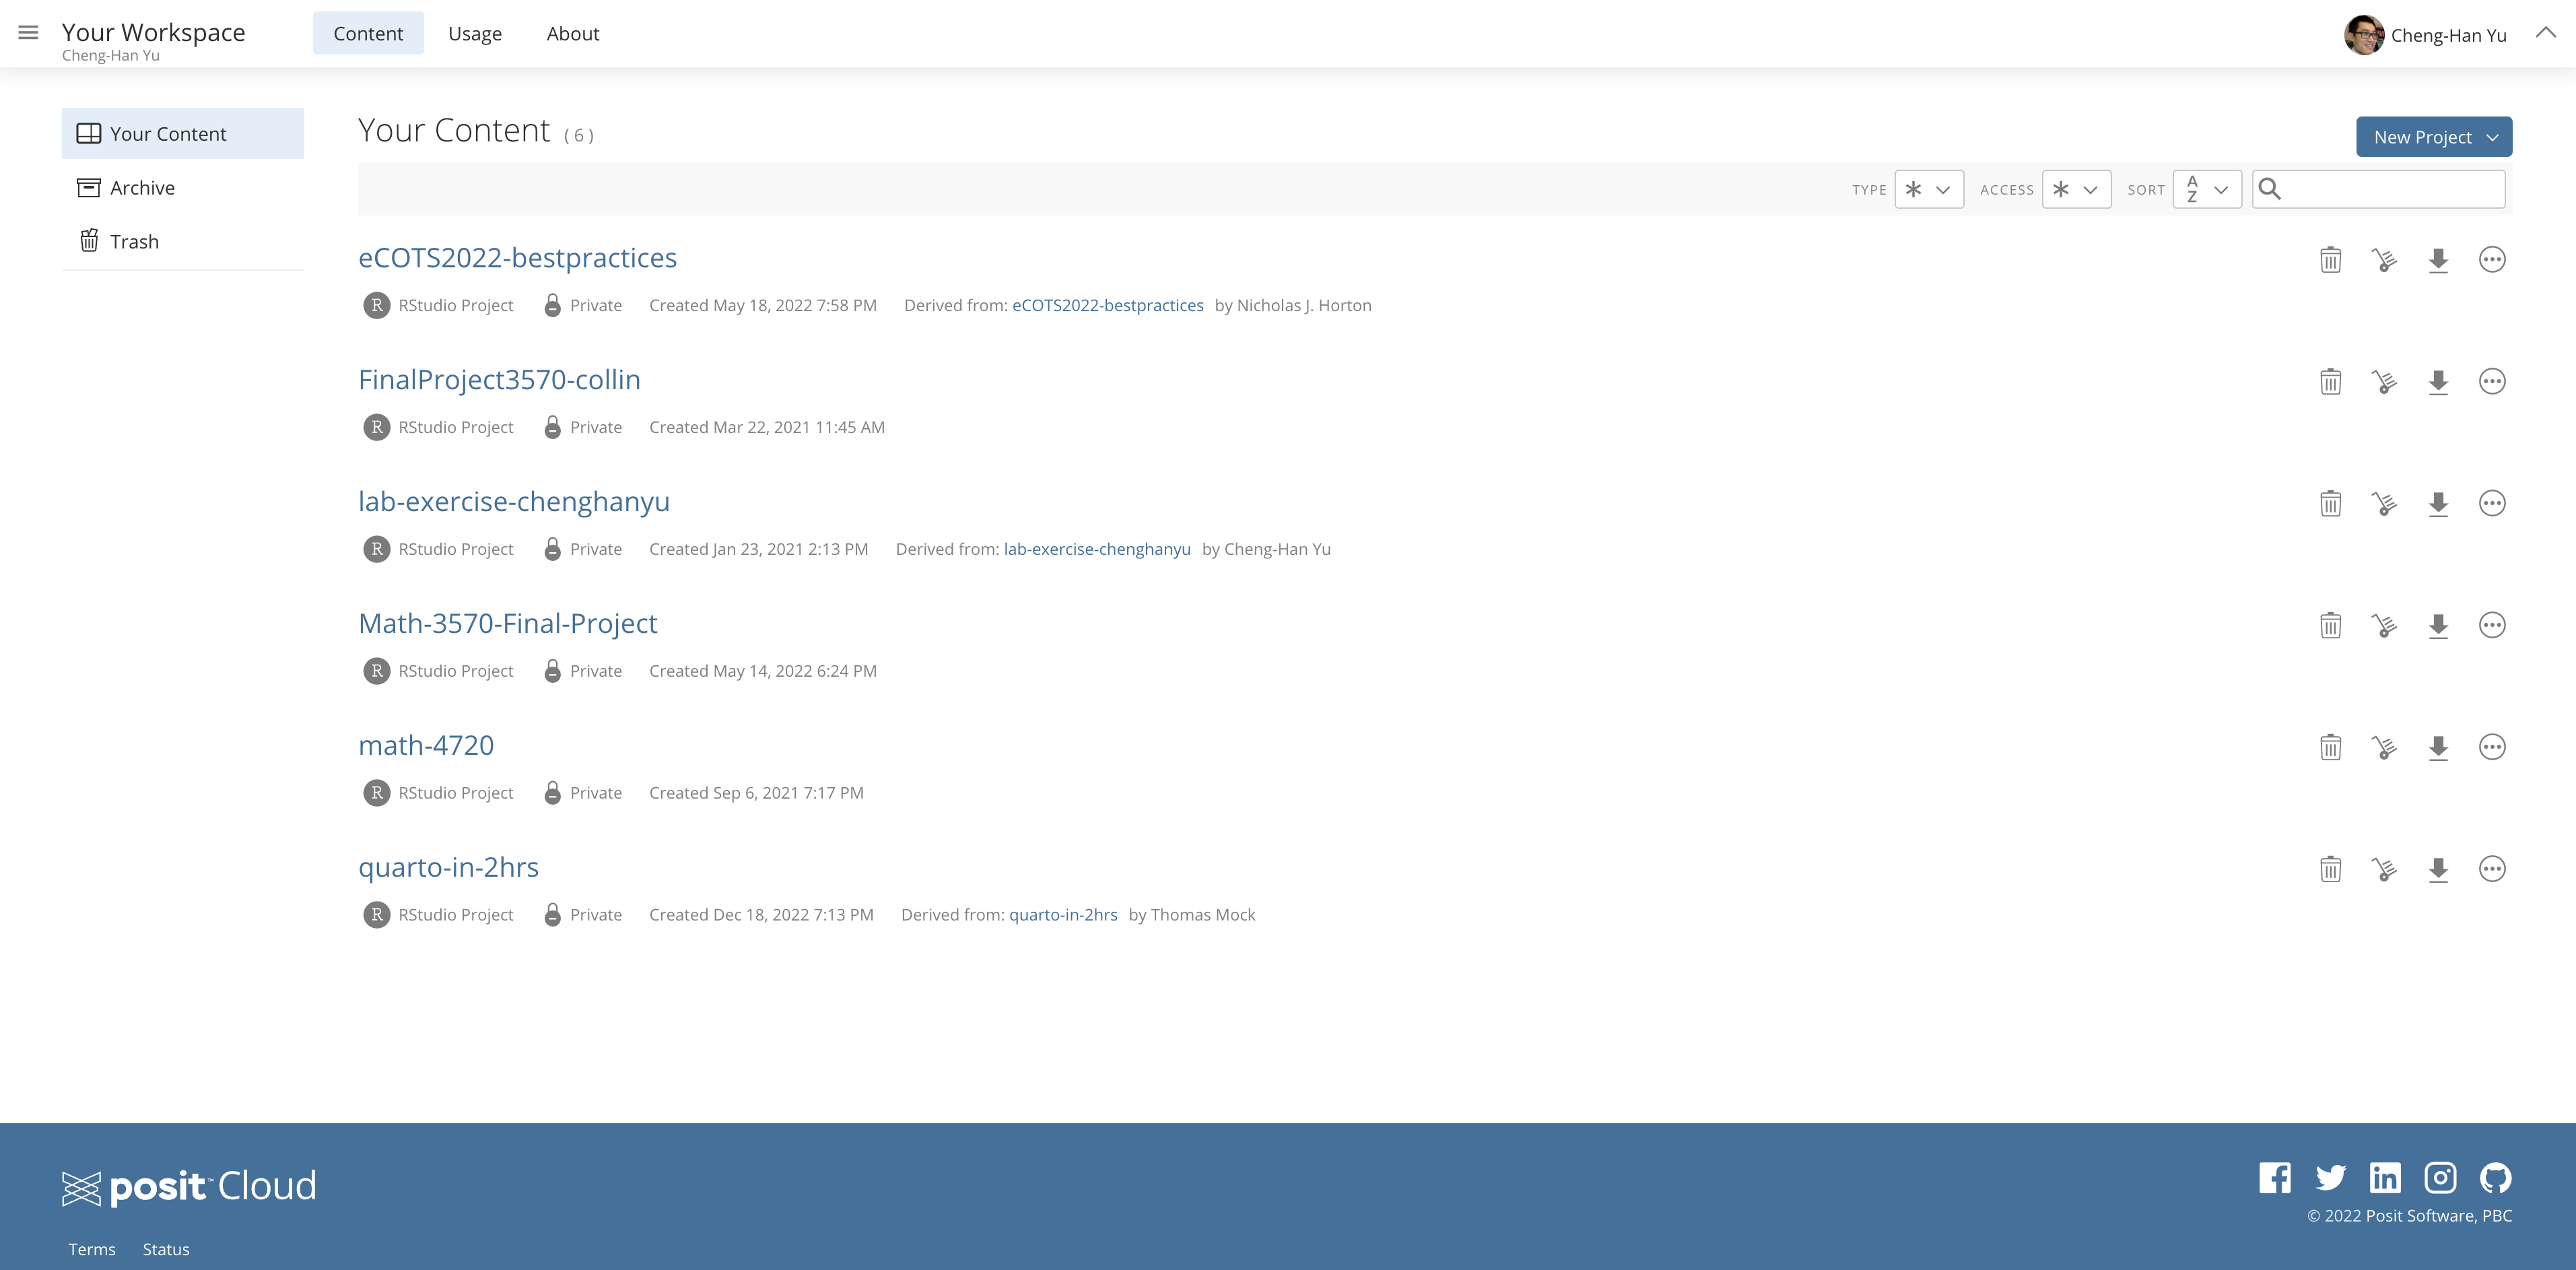 Your Workspace
Cheng-Han Yu
Content Usage About
Cheng-Han Yu
Your Content
Archive
Trash
Your Content ( 6 )
New Project
TYPE * ACCESS * SORT A Z
eCOTS2022-bestpractices
R RStudio Project Private Created May 18, 2022 7:58 PM Derived from: eCOTS2022-bestpractices by Nicholas J. Horton
FinalProject3570-collin
R RStudio Project Private Created Mar 22, 2021 11:45 AM
lab-exercise-chenghanyu
R RStudio Project Private Created Jan 23, 2021 2:13 PM Derived from: lab-exercise-chenghanyu by Cheng-Han Yu
Math-3570-Final-Project
R RStudio Project Private Created May 14, 2022 6:24 PM
math-4720
R RStudio Project Private Created Sep 6, 2021 7:17 PM
quarto-in-2hrs
R RStudio Project Private Created Dec 18, 2022 7:13 PM Derived from: quarto-in-2hrs by Thomas Mock
posit™ Cloud
© 2022 Posit Software, PBC
Terms Status